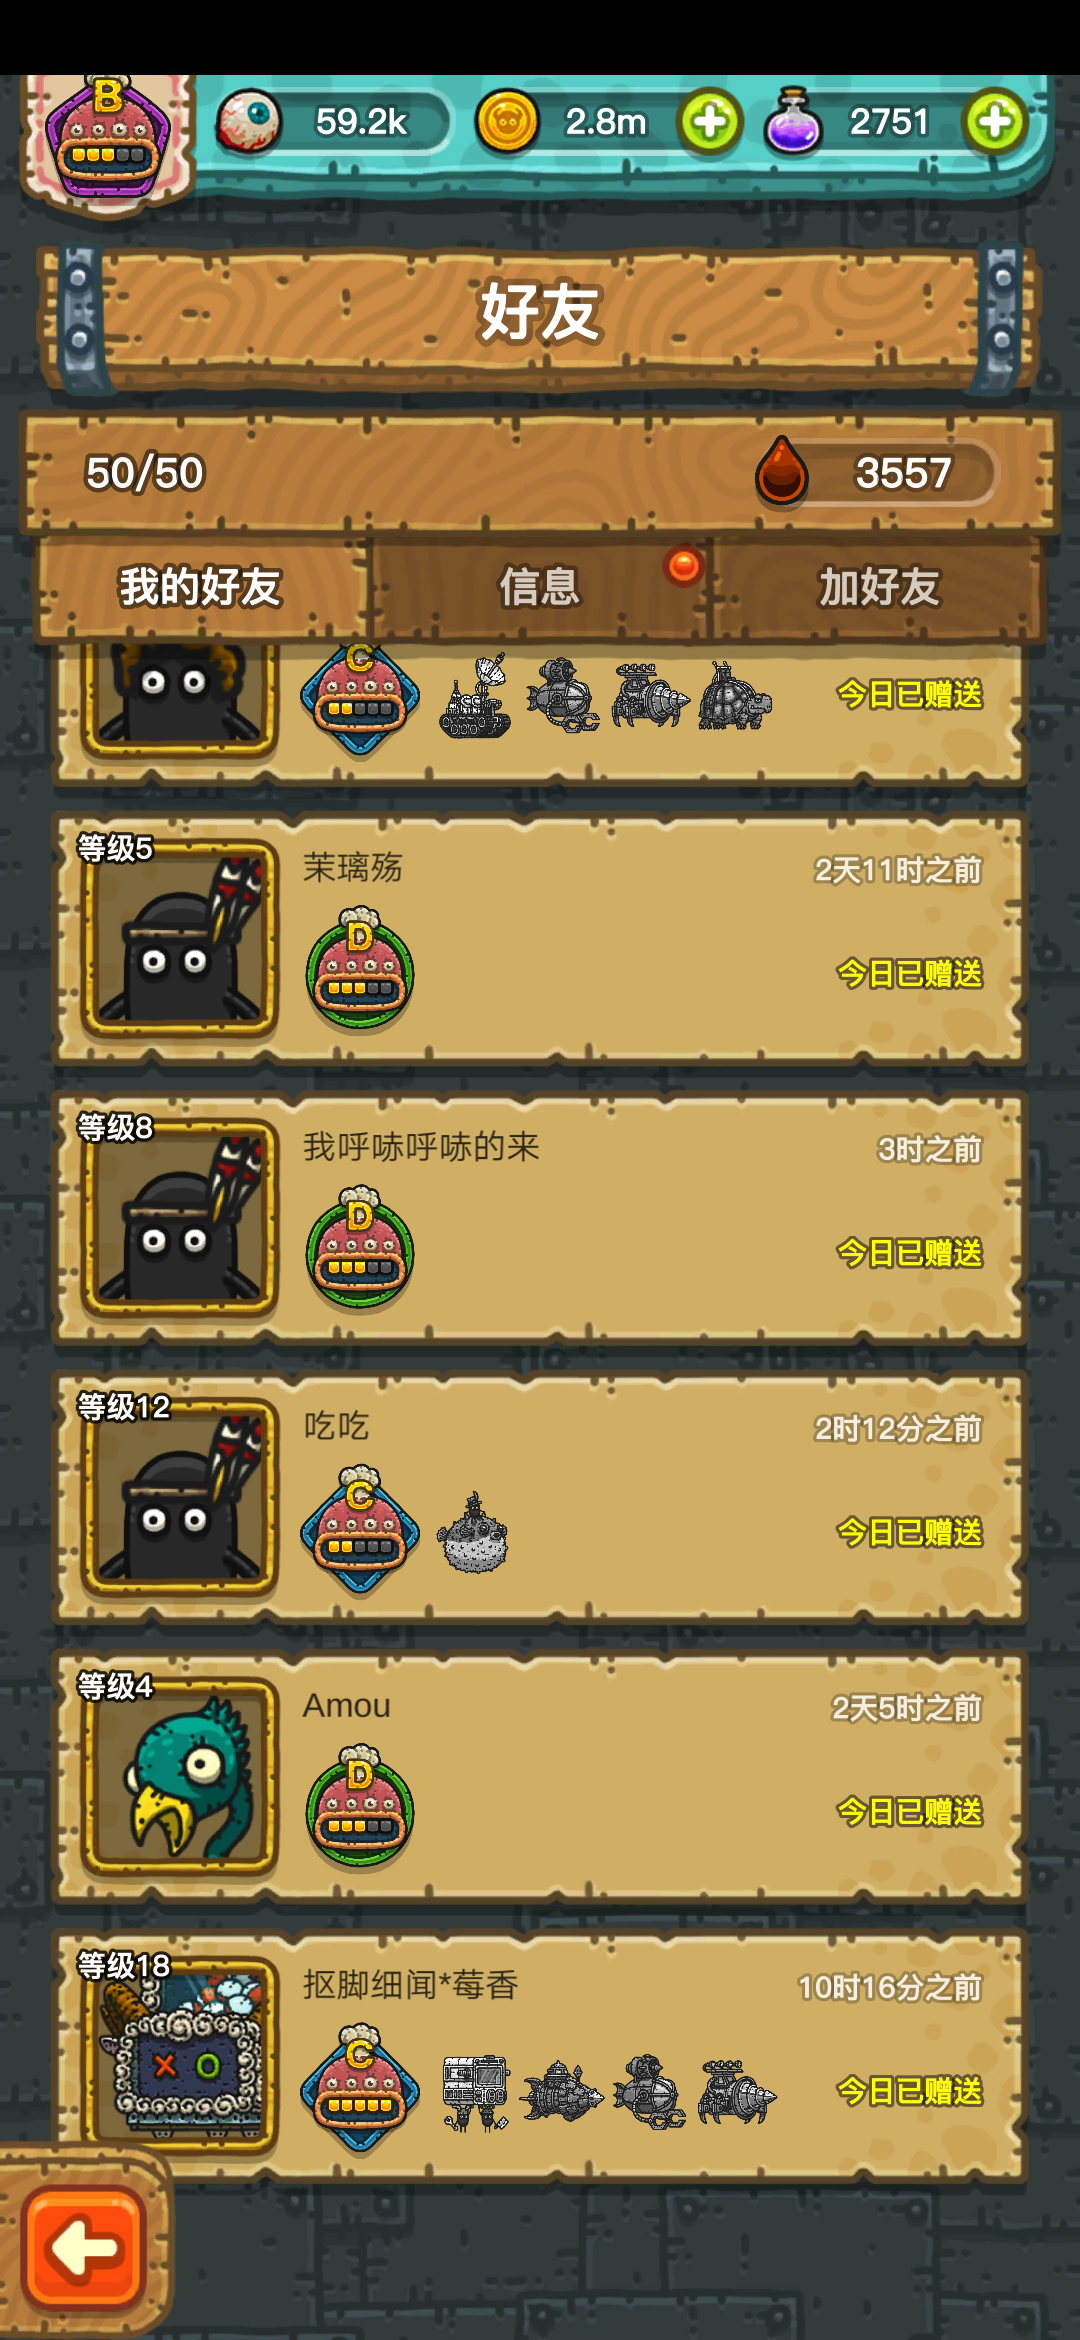 B
59.2k
2.8m
2751
好友
50/50
3557
我的好友
信息
加好友
C
今日已赠送
等级5
茉璃殇
2天11时之前
D
今日已赠送
等级8
我呼哧呼哧的来
3时之前
D
今日已赠送
等级12
吃吃
2时12分之前
C
今日已赠送
等级4
Amou
2天5时之前
D
今日已赠送
等级18
抠脚细闻*莓香
10时16分之前
X O
C
今日已赠送